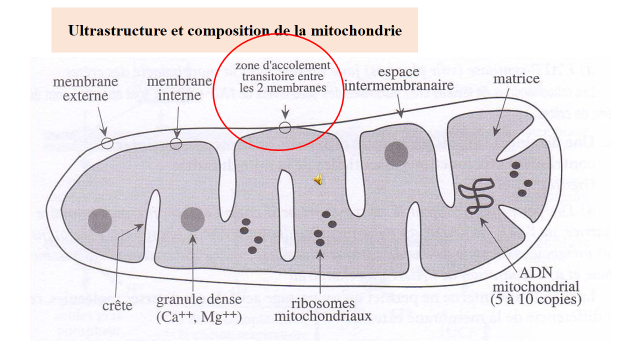 Ultrastructure et composition de la mitochondrie
membrane
externe
membrane
interne
zone d'accolement
transitoire entre
les 2 membranes
espace
intermembranaire
matrice
crête
granule dense
(Ca++, Mg++)
ribosomes
mitochondriaux
ADN
mitochondrial
(5 à 10 copies)